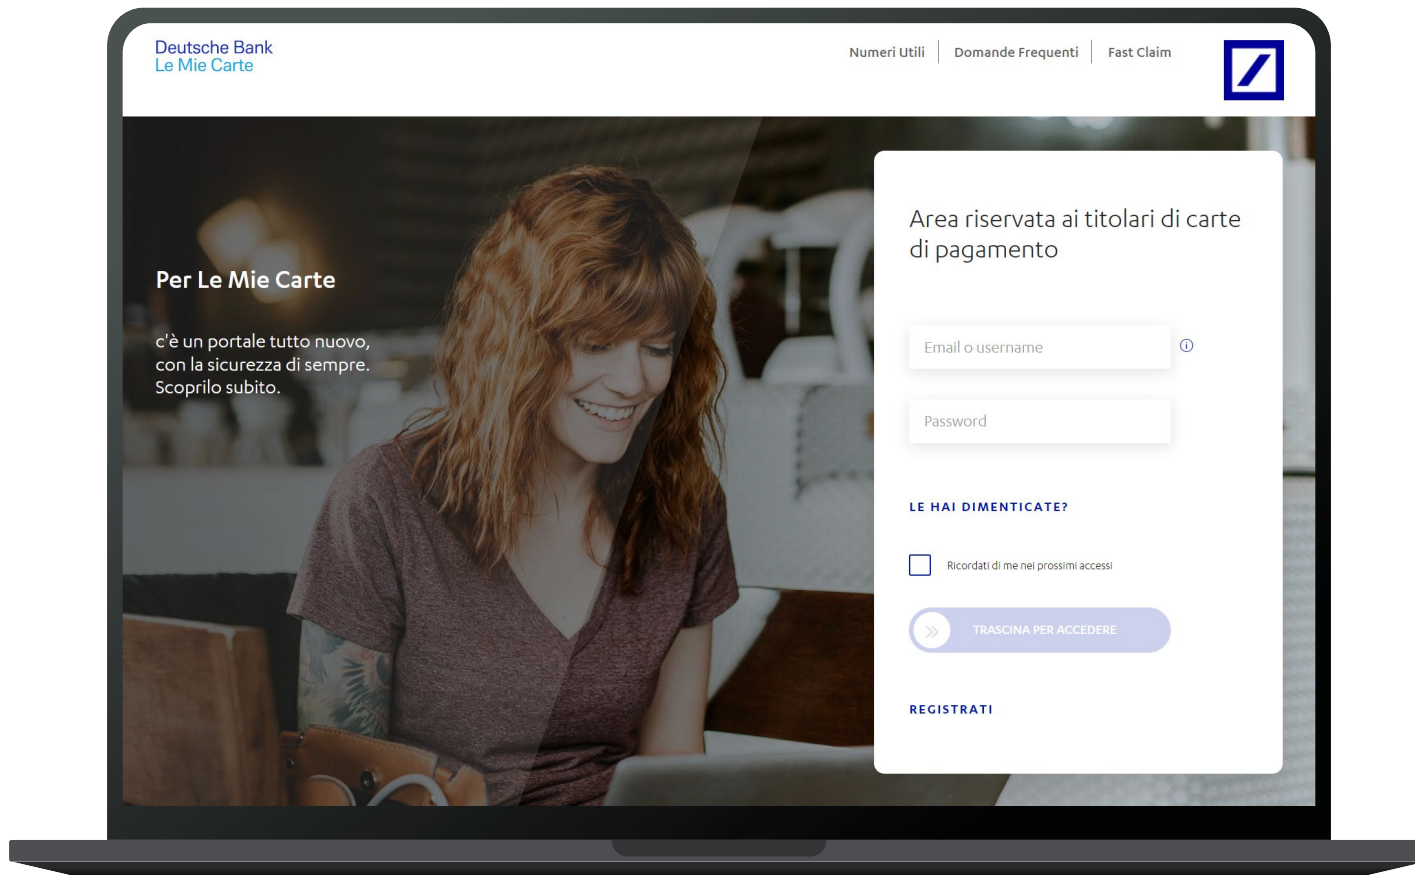 Deutsche Bank
Le Mie Carte
Numeri Utili
Domande Frequenti
Fast Claim
Per Le Mie Carte
c'è un portale tutto nuovo,
con la sicurezza di sempre.
Scoprilo subito.
Area riservata ai titolari di carte
di pagamento
Email o username
Password
LE HAI DIMENTICATE?
Ricordati di me nei prossimi accessi
TRASCINA PER ACCEDERE
REGISTRATI